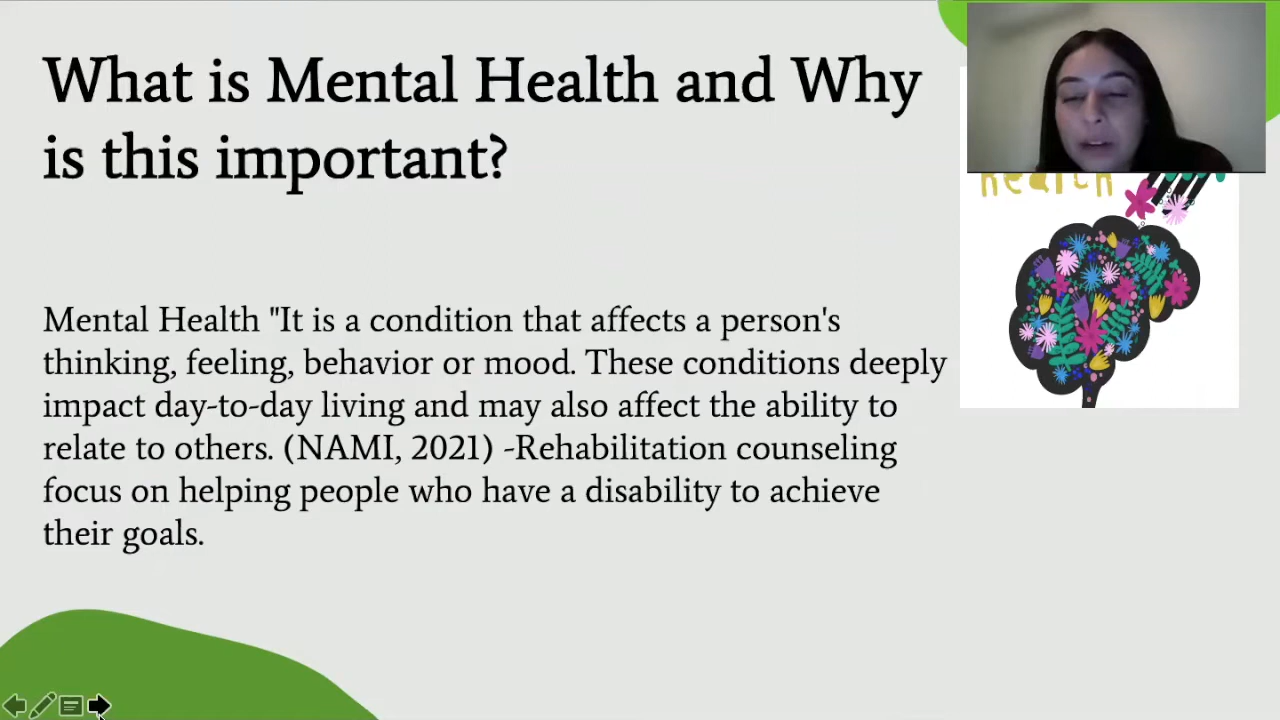 What is Mental Health and Why
is this important?
health
Mental Health "It is a condition that affects a person's
thinking, feeling, behavior or mood. These conditions deeply
impact day-to-day living and may also affect the ability to
relate to others. (NAMI, 2021) -Rehabilitation counseling
focus on helping people who have a disability to achieve
their goals.